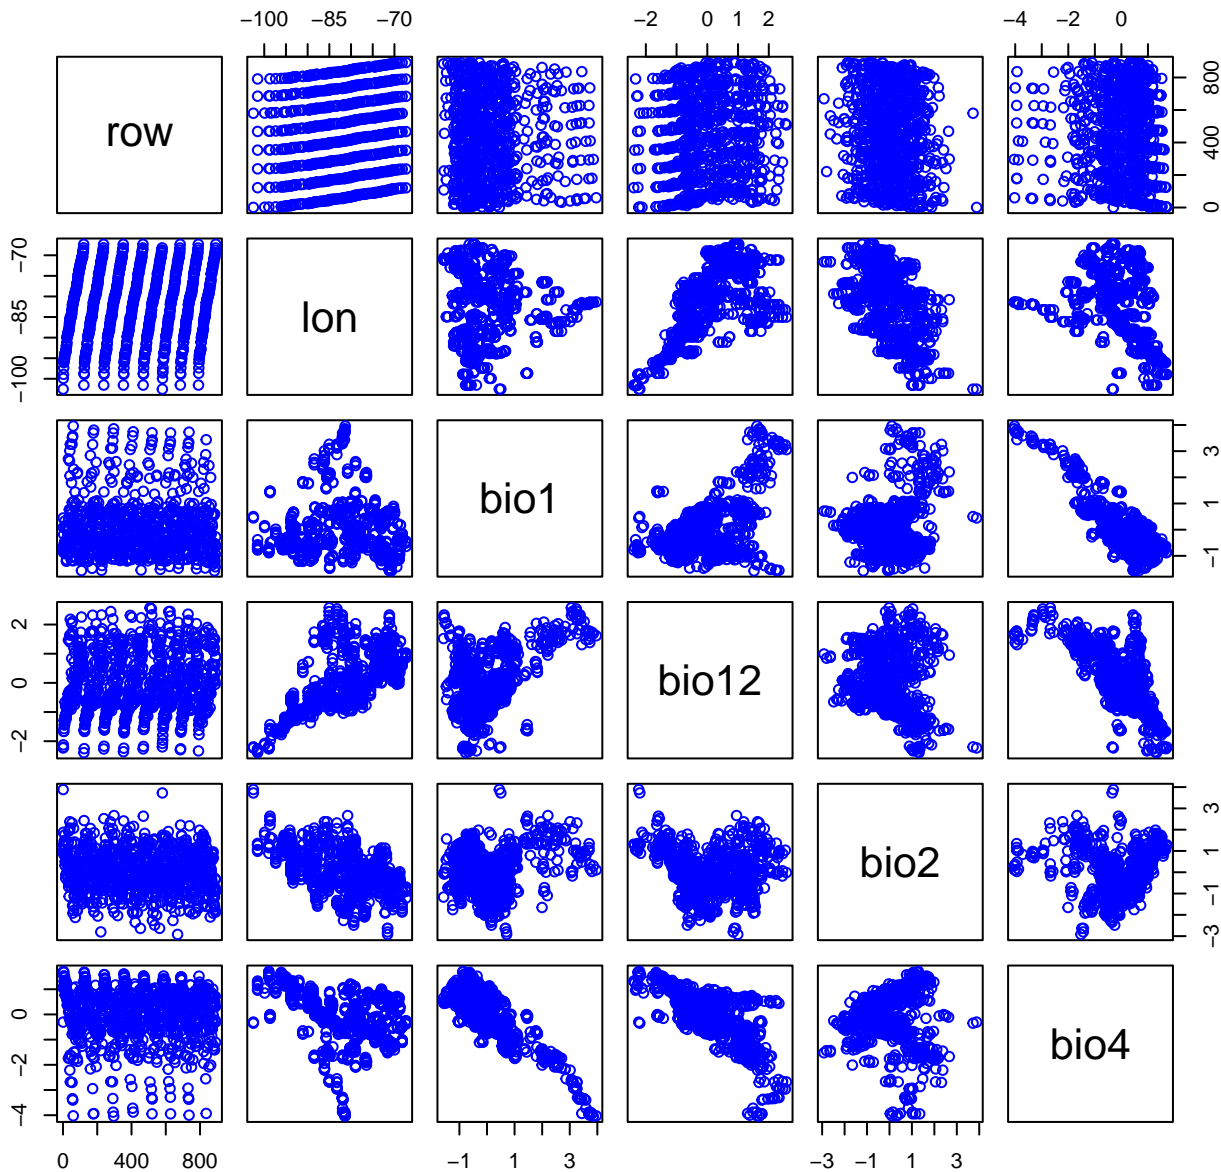 −100 −85 −70 −2 0 1 2 −4 −2 0
row 0 400 800
−100 −85 −70 lon
bio1 −1 1 3
−2 0 2 bio12
bio2 −3 −1 1 3
−4 −2 0 bio4
0 400 800 −1 1 3 −3 −1 1 3